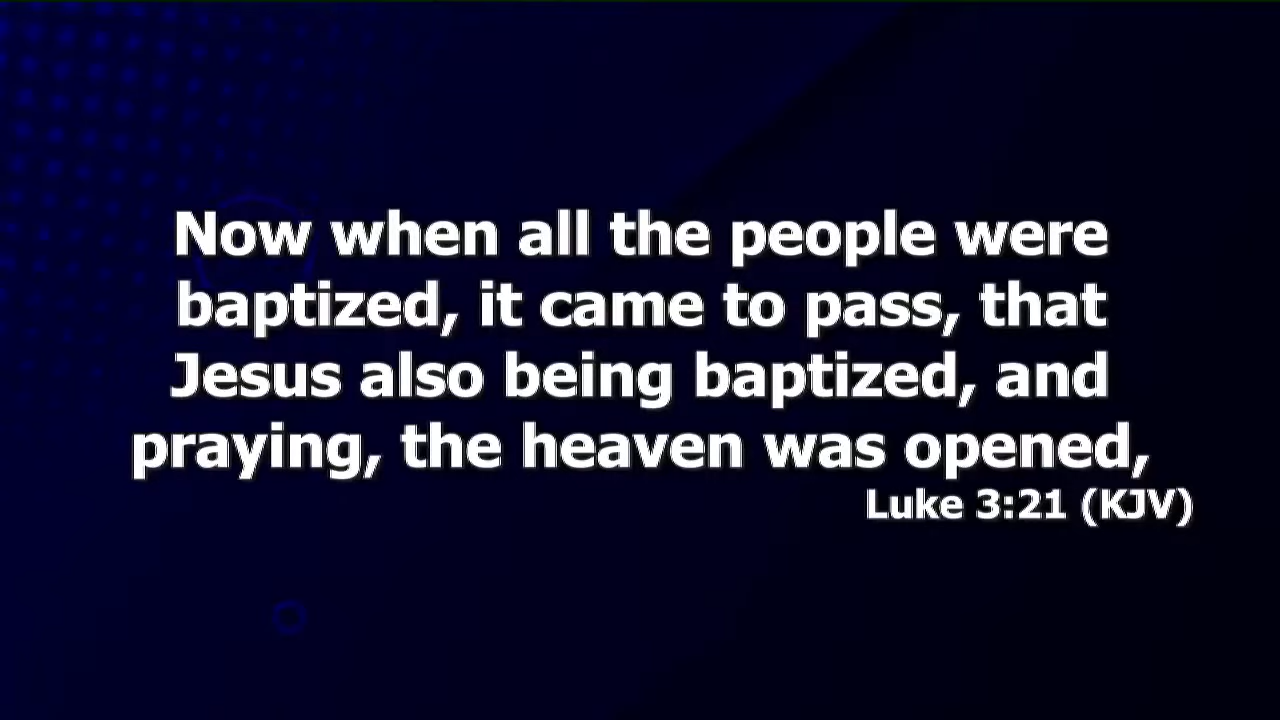 Now when all the people were
baptized, it came to pass, that
Jesus also being baptized, and
praying, the heaven was opened,
Luke 3:21 (KJV)